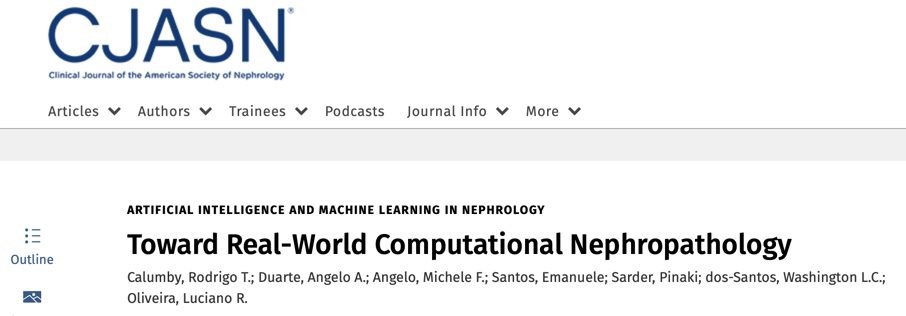 CJASN®
Clinical Journal of the American Society of Nephrology
Articles Authors Trainees Podcasts Journal Info More
ARTIFICIAL INTELLIGENCE AND MACHINE LEARNING IN NEPHROLOGY
Toward Real-World Computational Nephropathology
Outline
Calumby, Rodrigo T.; Duarte, Angelo A.; Angelo, Michele F.; Santos, Emanuele; Sarder, Pinaki; dos-Santos, Washington L.C.;
Oliveira, Luciano R.